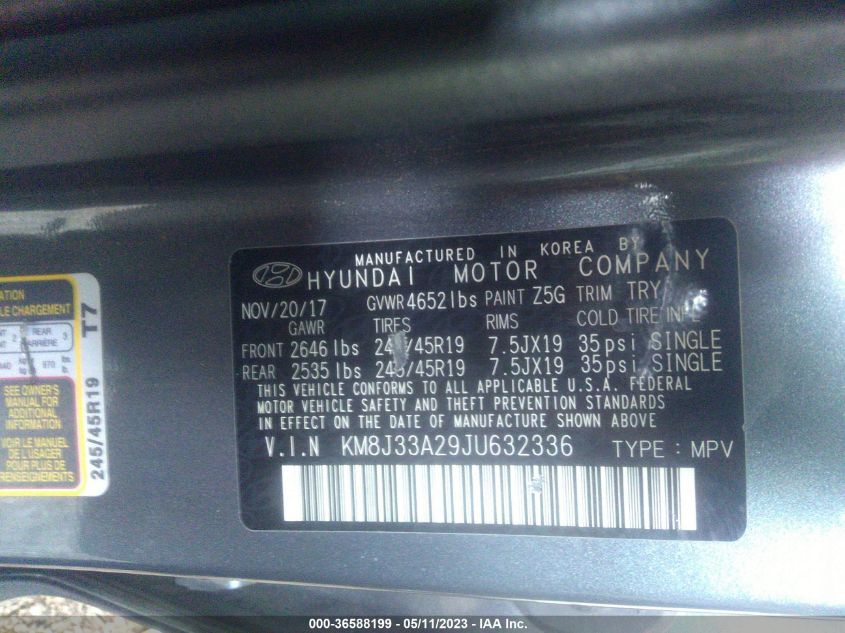 MANUFACTURED IN KOREA BY
HYUNDAI MOTOR COMPANY
NOV/20/17 GVWR 4652 lbs PAINT Z5G TRIM TRY
GAWR TIRES RIMS COLD TIRE
FRONT 2646 lbs 7.5JX19 35psi SINGLE
REAR 2535 lbs 7.5JX19 35psi SINGLE
THIS VEHICLE CONFORMS TO ALL APPLICABLE U.S.A. FEDERAL
MOTOR VEHICLE SAFETY AND THEFT PREVENTION STANDARDS
IN EFFECT ON THE DATE OF MANUFACTURE SHOWN ABOVE
V.I.N KM8J33A29JU632336 TYPE : MPV
CHARGEMENT
REAR 3
SEE OWNER'S
MANUAL FOR
ADDITIONAL
INFORMATION
VOIR LE MANUEL
DE L'USAGER
POUR PLUS DE
245/45R19 T7
000-36588199 - 05/11/2023 - IAA Inc.